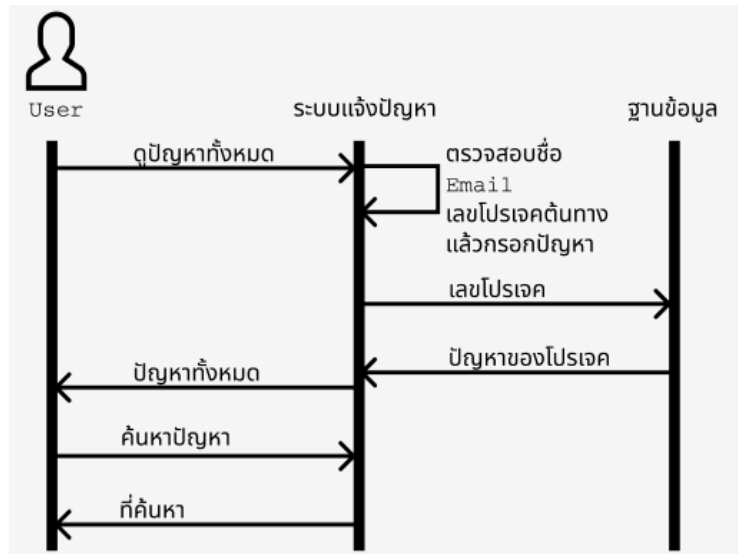 User
ระบบแจ้งปัญหา
ฐานข้อมูล
ดูปัญหาทั้งหมด
ตรวจสอบชื่อ
Email
เลขโปรเจคต้นทาง
แล้วกรอกปัญหา
เลขโปรเจค
ปัญหาของโปรเจค
ปัญหาทั้งหมด
ค้นหาปัญหา
ที่ค้นหา